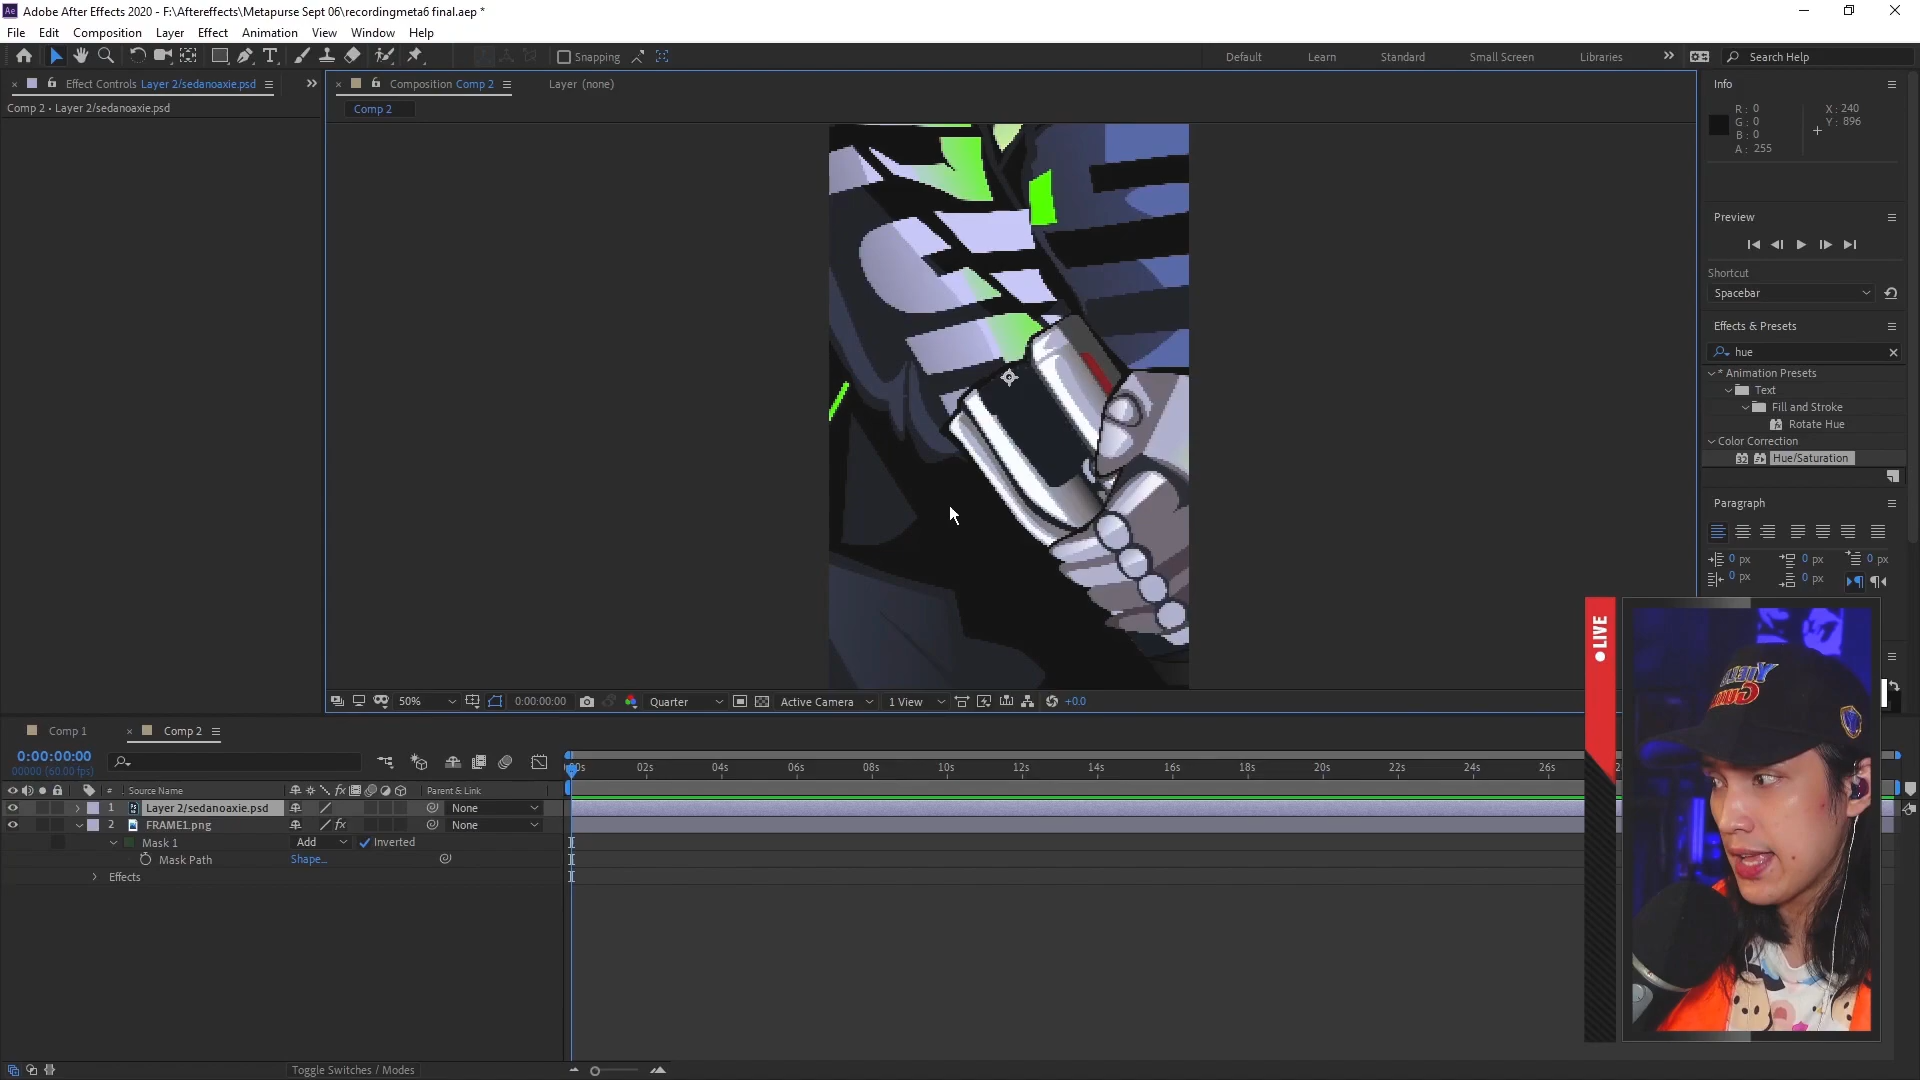 Adobe After Effects 2020 - F:\Aftereffects\Metapurse Sept 06\recordingmeta6 final.aep *
File Edit Composition Layer Effect Animation View Window Help
Snapping
Default Learn Standard Small Screen Libraries
Search Help
Effect Controls Layer 2/sedanoaxie.psd
Comp 2 • Layer 2/sedanoaxie.psd
Composition Comp 2
Layer (none)
Comp 2
Info
R : 0
G : 0
B : 0
A : 255
X : 240
Y : 896
Preview
Shortcut
Spacebar
Effects & Presets
hue
* Animation Presets
Text
Fill and Stroke
Rotate Hue
Color Correction
32
Hue/Saturation
Paragraph
0 px 0 px 0 px
0 px 0 px
LIVE
50%
0:00:00:00
Quarter
Active Camera
1 View
+0.0
Comp 1
Comp 2
0:00:00:00
00000 (60.00 fps)
02s 04s 06s 08s 10s 12s 14s 16s 18s 20s 22s 24s 26s
# Source Name
Parent & Link
1 Layer 2/sedanoaxie.psd
None
2 FRAME1.png
fx
None
Mask 1
Add
Inverted
Mask Path
Shape...
Effects
Toggle Switches / Modes